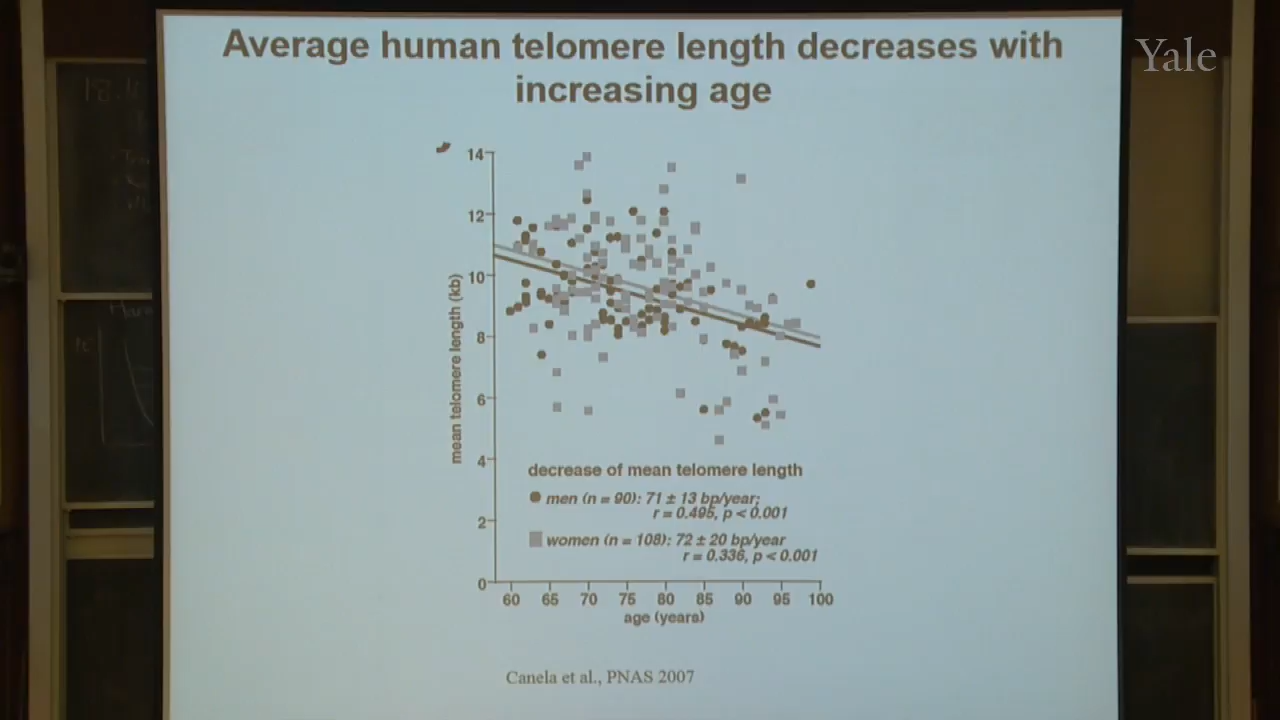 Average human telomere length decreases with
increasing age
Yale
14
12
10
8
6
4
2
0
mean telomere length (kb)
decrease of mean telomere length
men (n = 90): 71 ± 13 bp/year;
r = 0.495, p < 0.001
women (n = 108): 72 ± 20 bp/year
r = 0.336, p < 0.001
60 65 70 75 80 85 90 95 100
age (years)
Canela et al., PNAS 2007